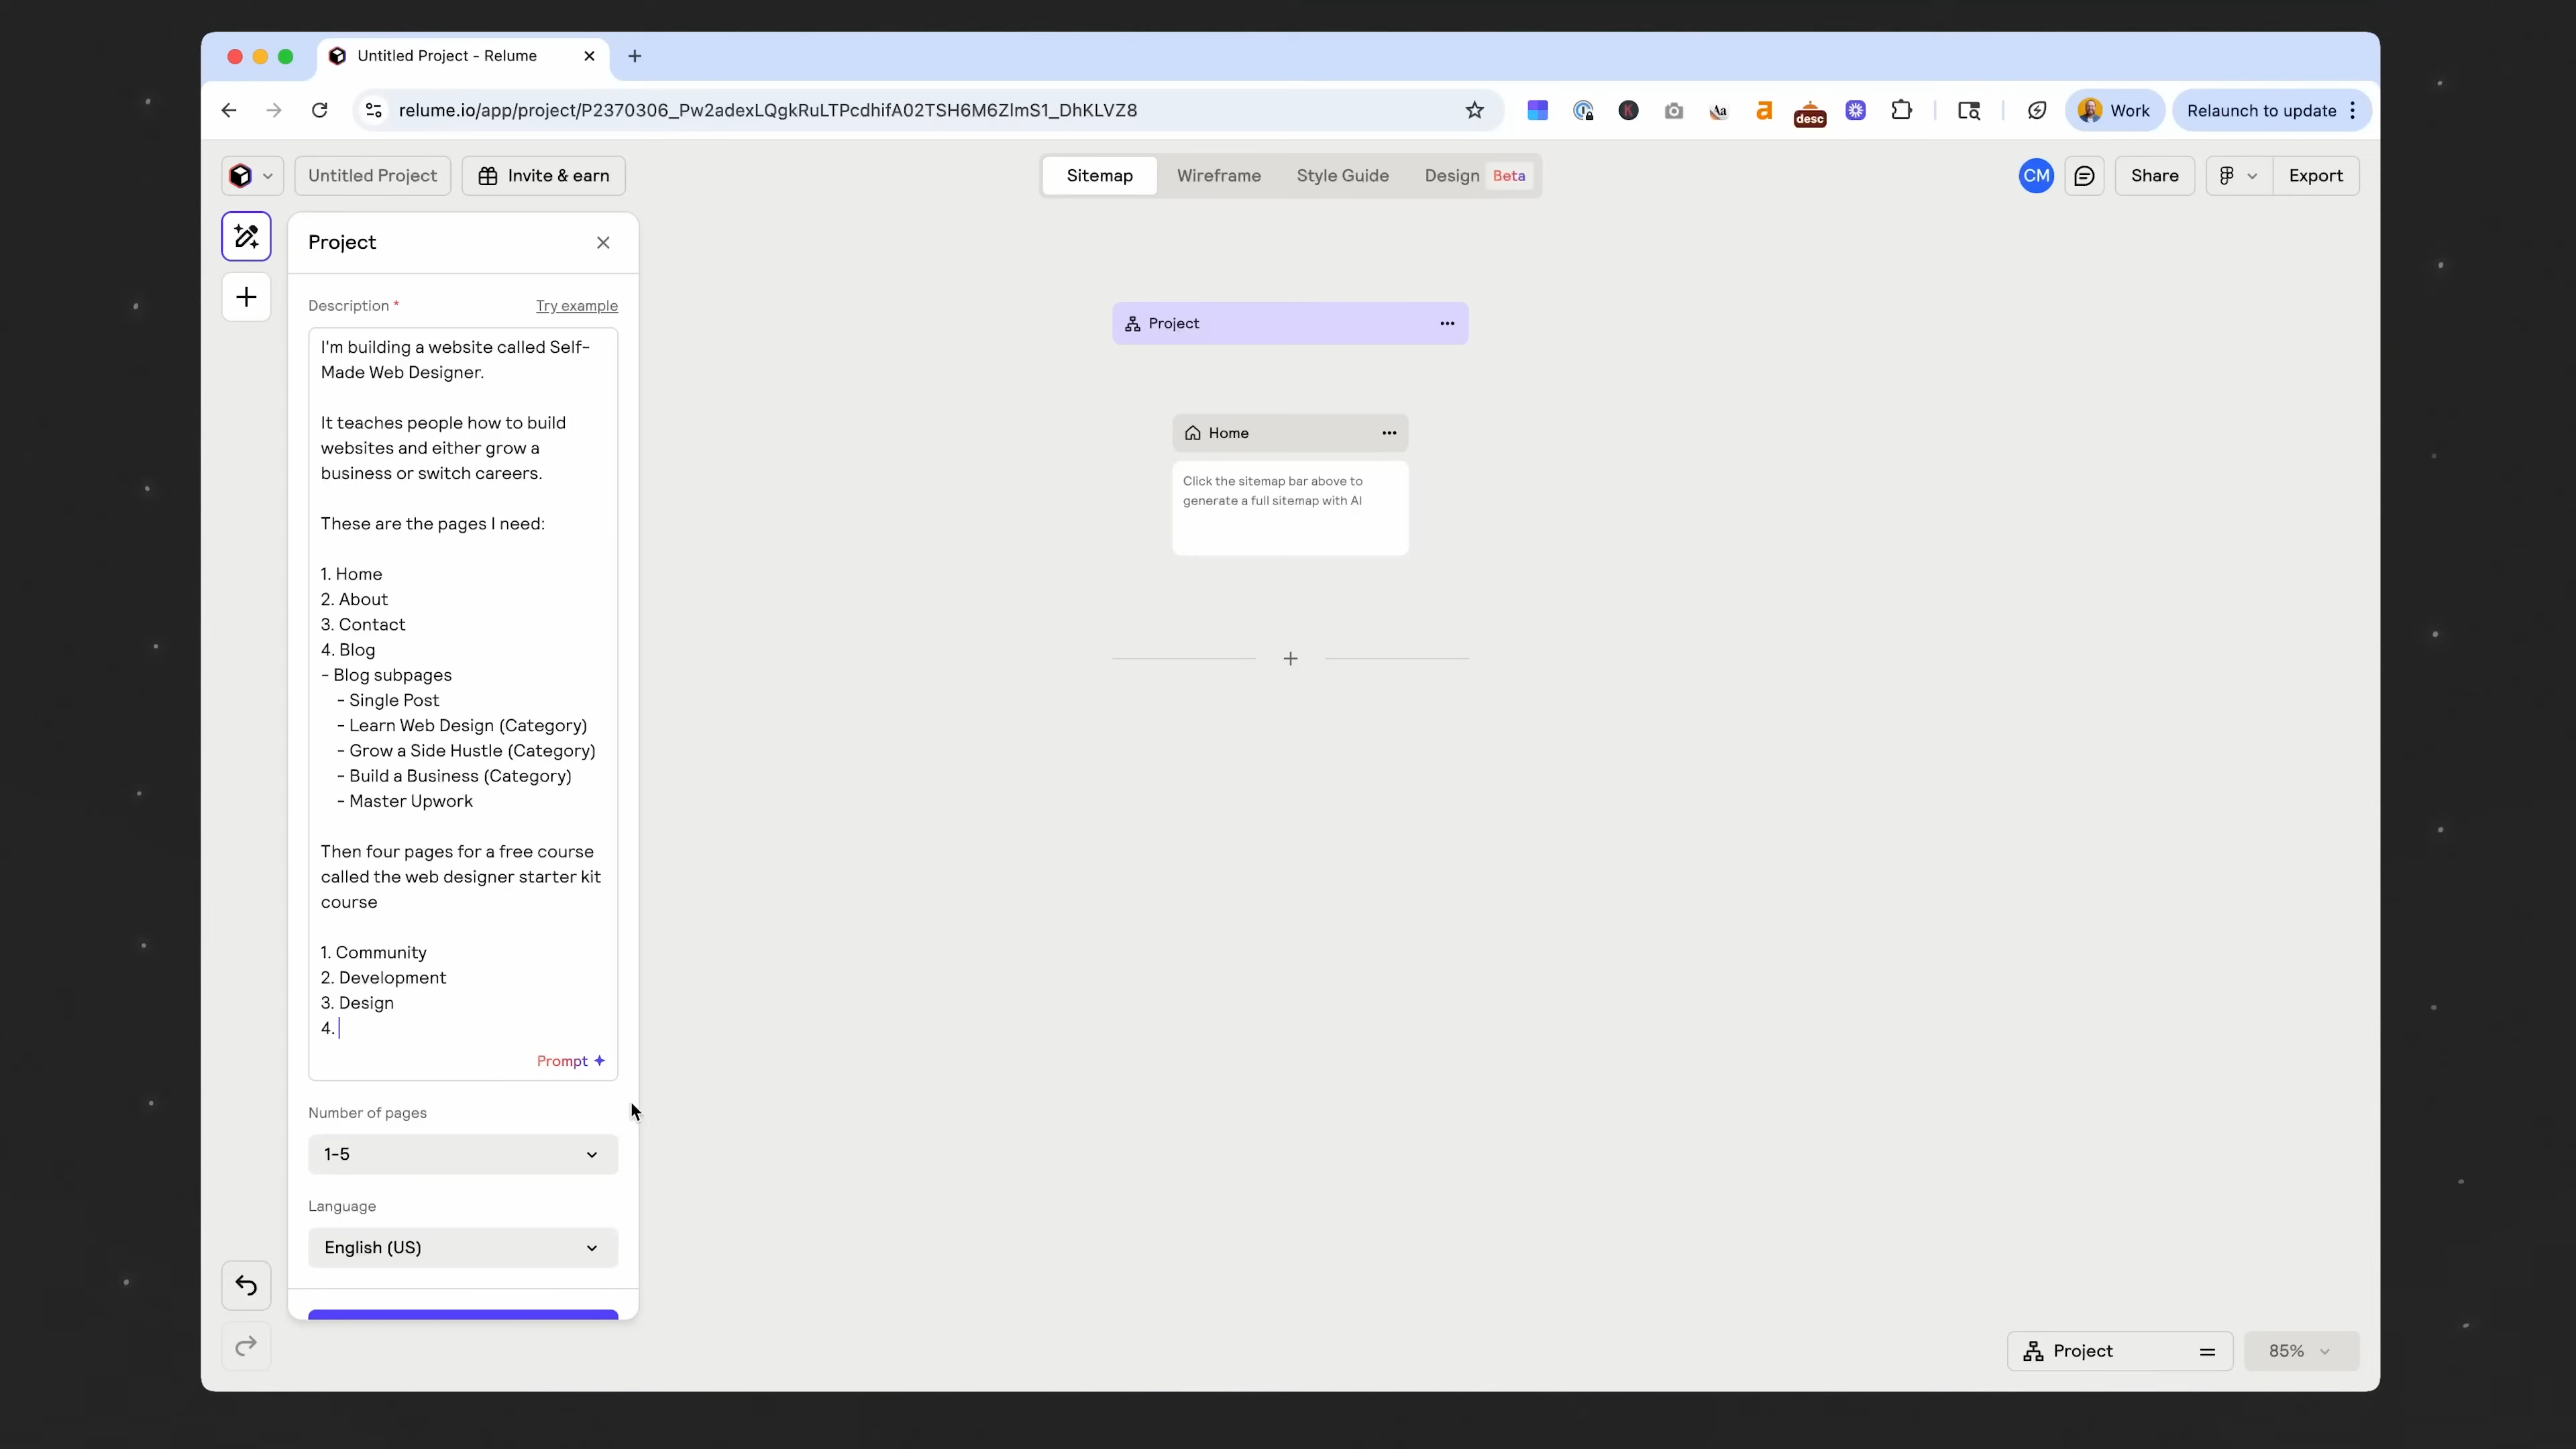 Untitled Project - Relume
relume.io/app/project/P2370306_Pw2adexLQgkRuLTPcdhifA02TSH6M6ZImS1_DhKLVZ8
desc
Work
Relaunch to update
Untitled Project
Invite & earn
Sitemap
Wireframe
Style Guide
Design Beta
CM
Share
Export
Project
Description *
Try example
I'm building a website called Self-
Made Web Designer.
It teaches people how to build
websites and either grow a
business or switch careers.
These are the pages I need:
1. Home
2. About
3. Contact
4. Blog
- Blog subpages
- Single Post
- Learn Web Design (Category)
- Grow a Side Hustle (Category)
- Build a Business (Category)
- Master Upwork
Then four pages for a free course
called the web designer starter kit
course
1. Community
2. Development
3. Design
4.
Prompt
Number of pages
1-5
Language
English (US)
Project
Home
Click the sitemap bar above to
generate a full sitemap with AI
Project
85%